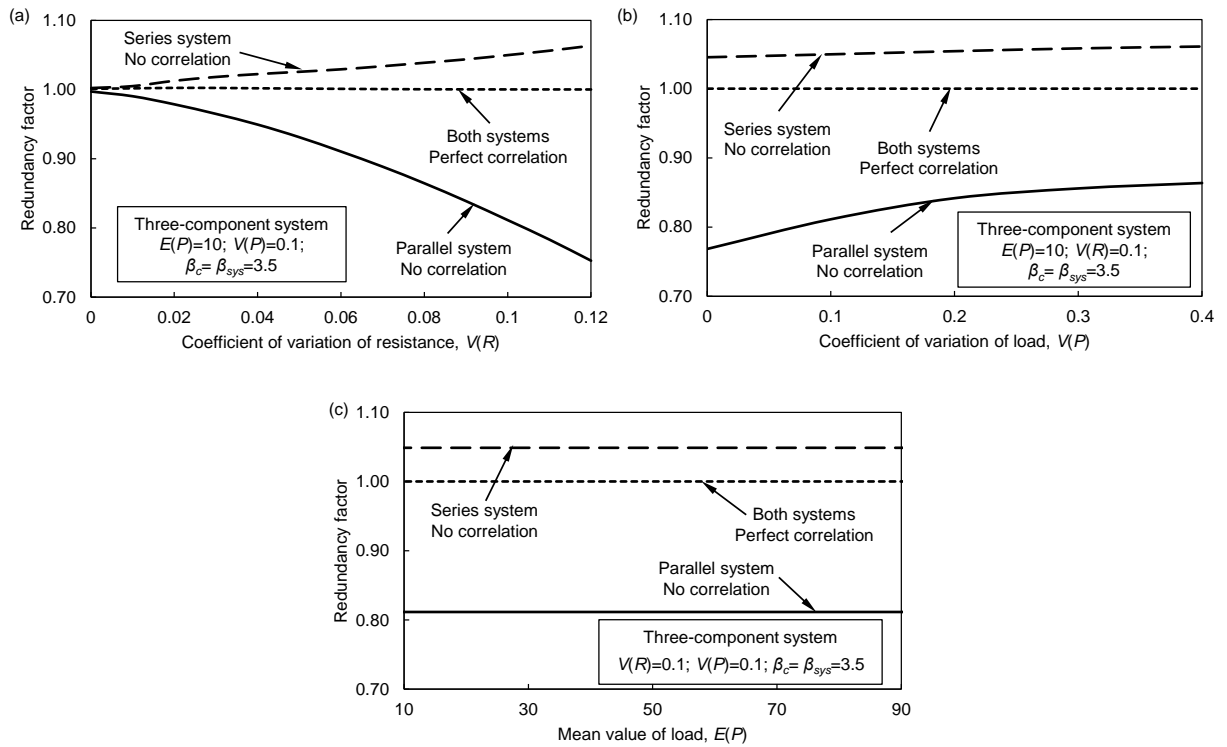 (a)
1.10
1.00
0.90
0.80
0.70
Redundancy factor
Series system
No correlation
Both systems
Perfect correlation
Parallel system
No correlation
Three-component system
E(P)=10; V(P)=0.1;
βc= βsys=3.5
0 0.02 0.04 0.06 0.08 0.1 0.12
Coefficient of variation of resistance, V(R)
(b)
1.10
1.00
0.90
0.80
0.70
Redundancy factor
Series system
No correlation
Both systems
Perfect correlation
Parallel system
No correlation
Three-component system
E(P)=10; V(R)=0.1;
βc= βsys=3.5
0 0.1 0.2 0.3 0.4
Coefficient of variation of load, V(P)
(c)
1.10
1.00
0.90
0.80
0.70
Redundancy factor
Series system
No correlation
Both systems
Perfect correlation
Parallel system
No correlation
Three-component system
V(R)=0.1; V(P)=0.1; βc= βsys=3.5
10 30 50 70 90
Mean value of load, E(P)